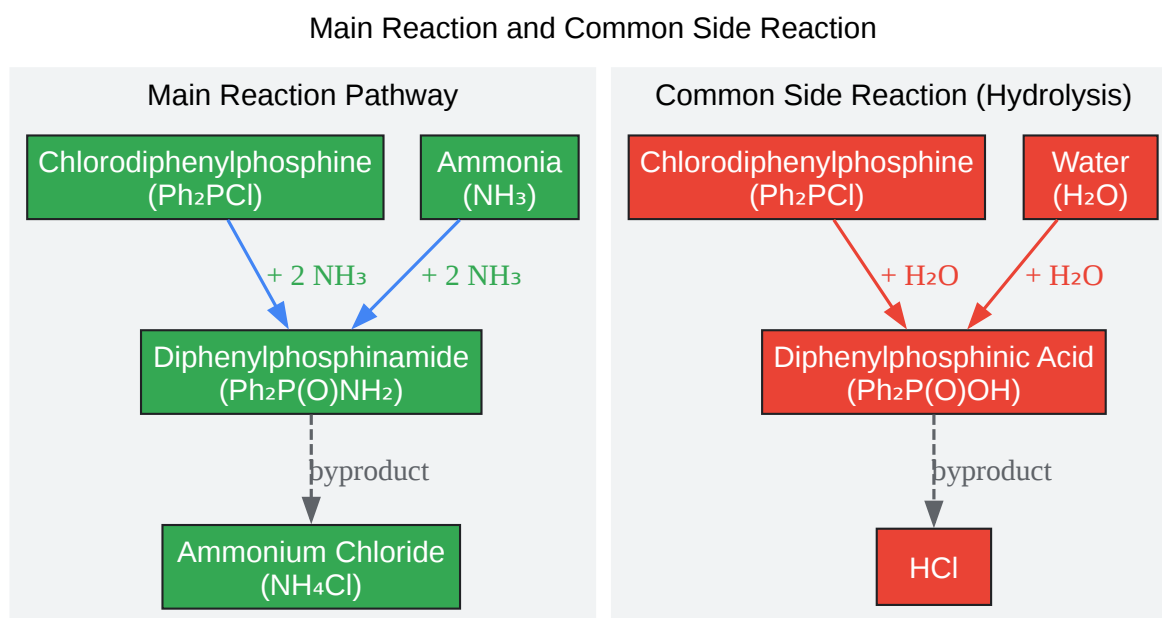 Main Reaction and Common Side Reaction
Main Reaction Pathway
Chlorodiphenylphosphine
(Ph₂PCl)
Ammonia
(NH₃)
+ 2 NH₃
+ 2 NH₃
Diphenylphosphinamide
(Ph₂P(O)NH₂)
byproduct
Ammonium Chloride
(NH₄Cl)
Common Side Reaction (Hydrolysis)
Chlorodiphenylphosphine
(Ph₂PCl)
Water
(H₂O)
+ H₂O
+ H₂O
Diphenylphosphinic Acid
(Ph₂P(O)OH)
byproduct
HCl